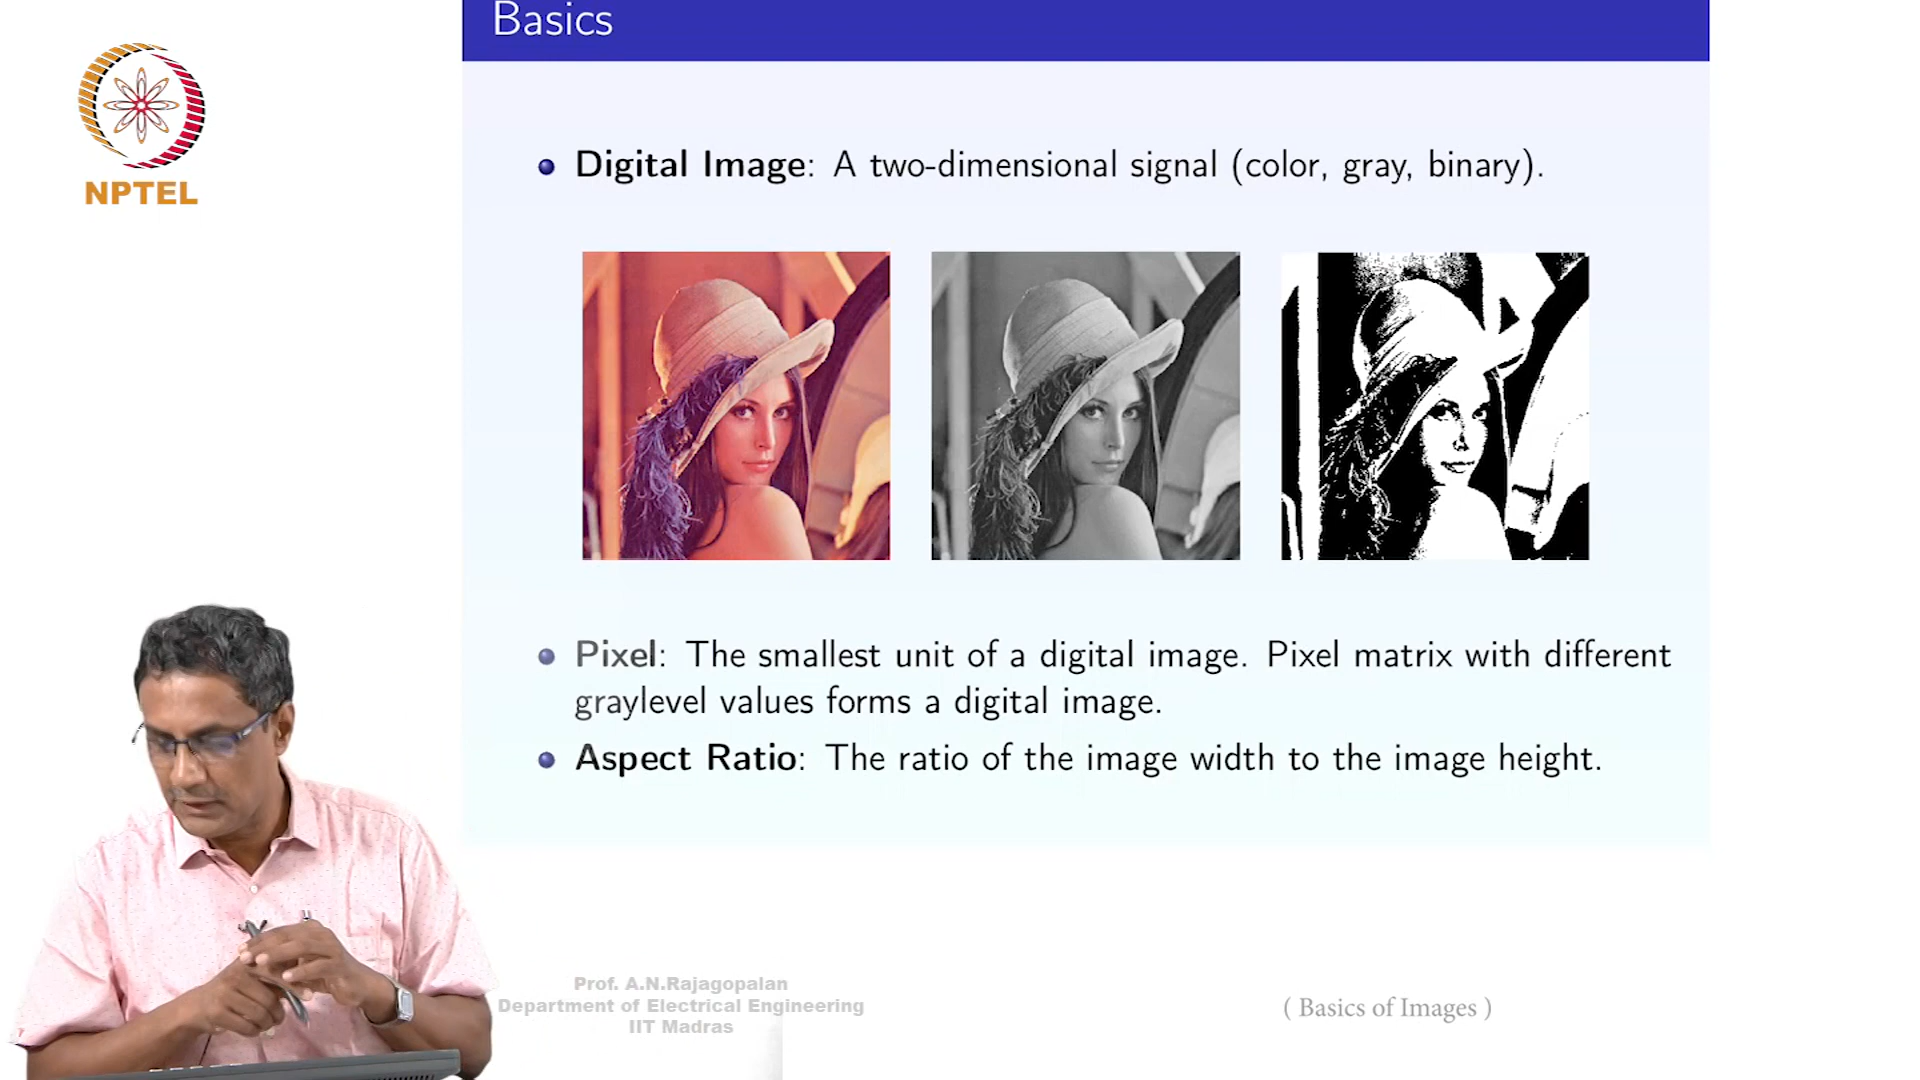 Basics
NPTEL
Digital Image: A two-dimensional signal (color, gray, binary).
Pixel: The smallest unit of a digital image. Pixel matrix with different
graylevel values forms a digital image.
Aspect Ratio: The ratio of the image width to the image height.
Prof. A.N.Rajagopalan
Department of Electrical Engineering
IIT Madras
( Basics of Images )